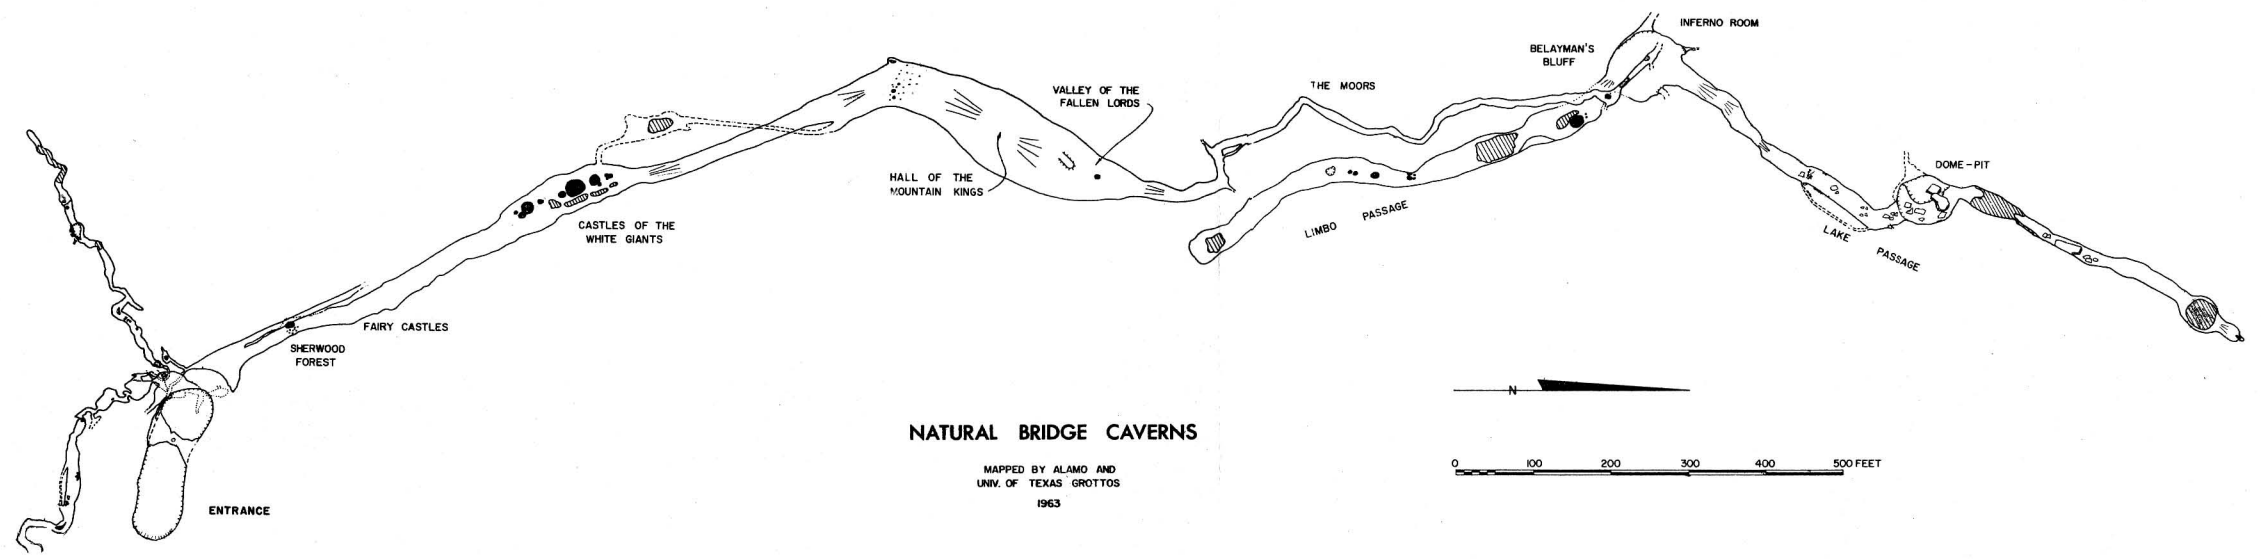 INFERNO ROOM
BELAYMAN'S
BLUFF
THE MOORS
VALLEY OF THE
FALLEN LORDS
DOME-PIT
HALL OF THE
MOUNTAIN KINGS
CASTLES OF THE
WHITE GIANTS
LIMBO PASSAGE
LAKE PASSAGE
FAIRY CASTLES
SHERWOOD
FOREST
N
NATURAL BRIDGE CAVERNS
MAPPED BY ALAMO AND
UNIV. OF TEXAS GROTTOS
1963
0 100 200 300 400 500 FEET
ENTRANCE